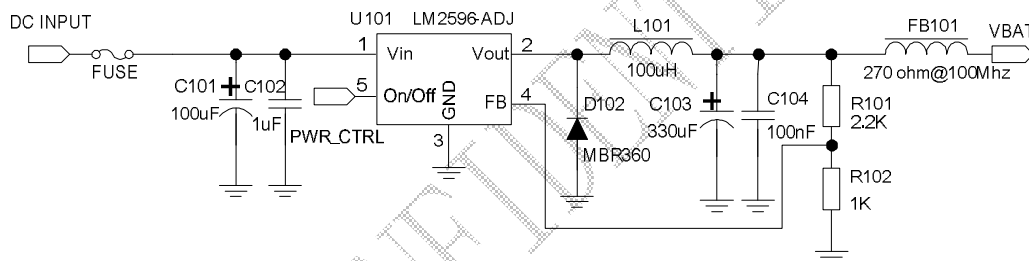 DC INPUT
FUSE
C101
+
100uF
C102
1uF
PWR_CTRL
U101 LM2596-ADJ
1
Vin
5
On/Off
GND
3
Vout
2
FB
4
D102
MBR360
L101
100uH
C103
+
330uF
C104
100nF
R101
2.2K
R102
1K
FB101
270 ohm@100Mhz
VBAT